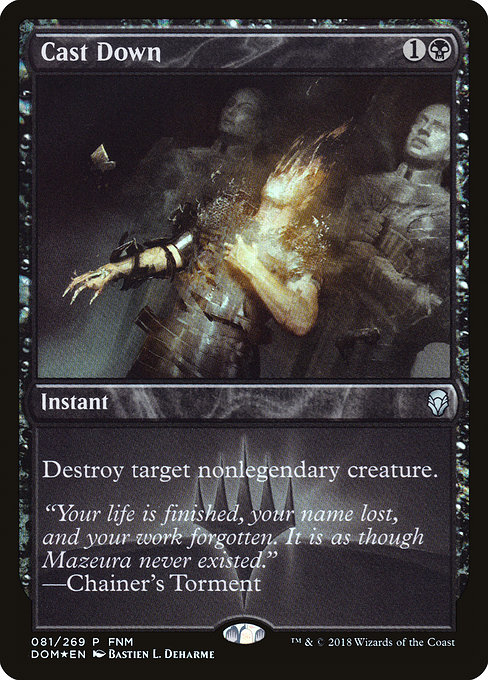 Cast Down 1
Instant
Destroy target nonlegendary creature.
“Your life is finished, your name lost,
and your work forgotten. It is as though
Mazeura never existed.”
—Chainer’s Torment
081/269 P FNM
DOM★EN Bastien L. Deharme
™ & © 2018 Wizards of the Coast